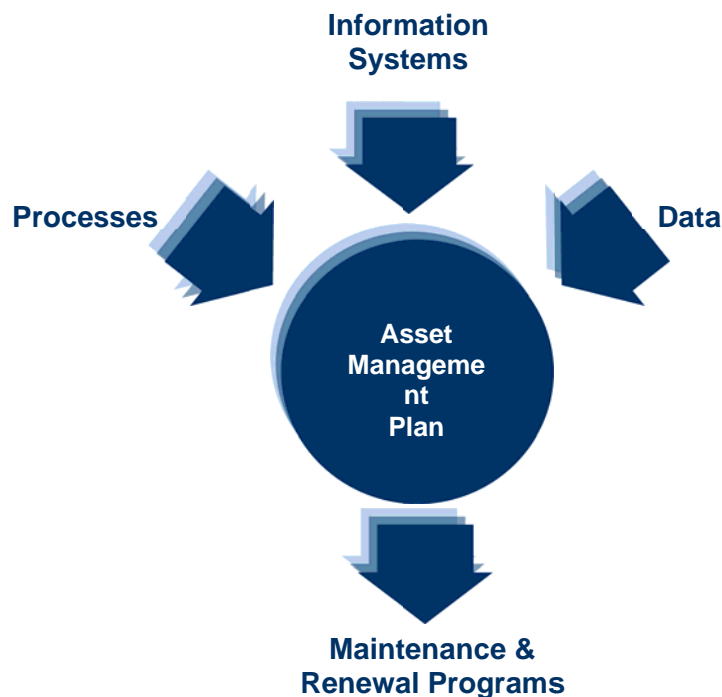 Information
Systems
Processes
Data
Asset
Manageme
nt
Plan
Maintenance &
Renewal Programs